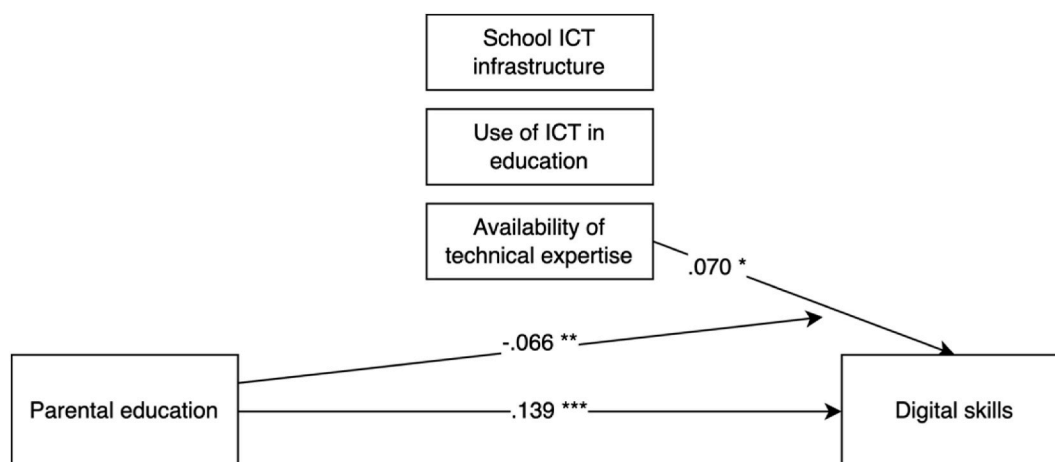 School ICT
infrastructure
Use of ICT in
education
Availability of
technical expertise
.070 *
-.066 **
Parental education
.139 ***
Digital skills